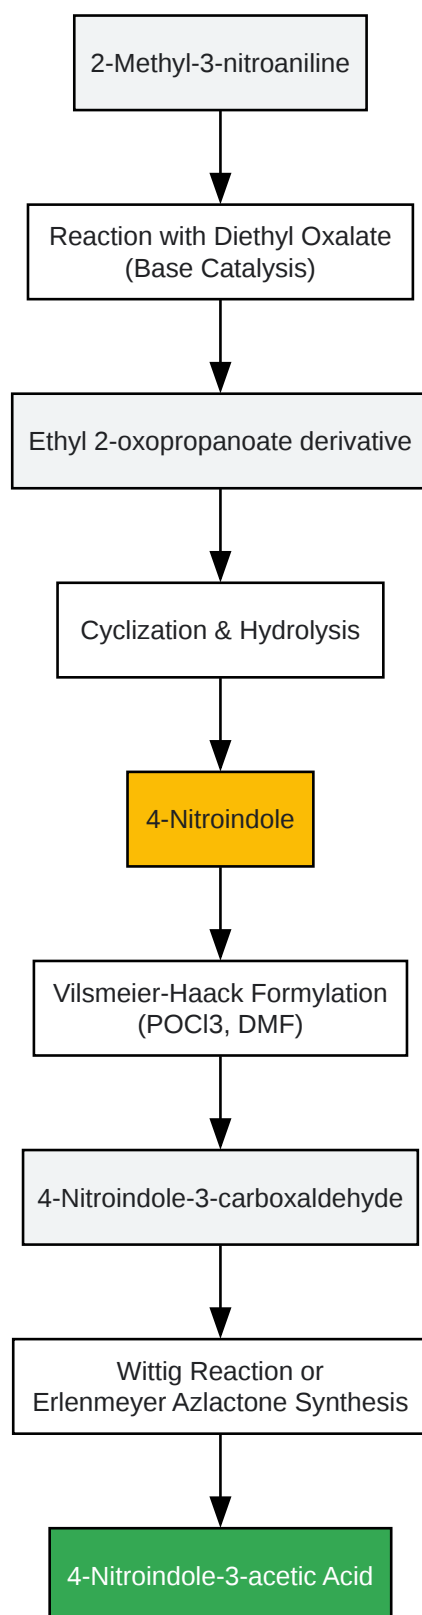 2-Methyl-3-nitroaniline
Reaction with Diethyl Oxalate
(Base Catalysis)
Ethyl 2-oxopropanoate derivative
Cyclization & Hydrolysis
4-Nitroindole
Vilsmeier-Haack Formylation
(POCl3, DMF)
4-Nitroindole-3-carboxaldehyde
Wittig Reaction or
Erlenmeyer Azlactone Synthesis
4-Nitroindole-3-acetic Acid